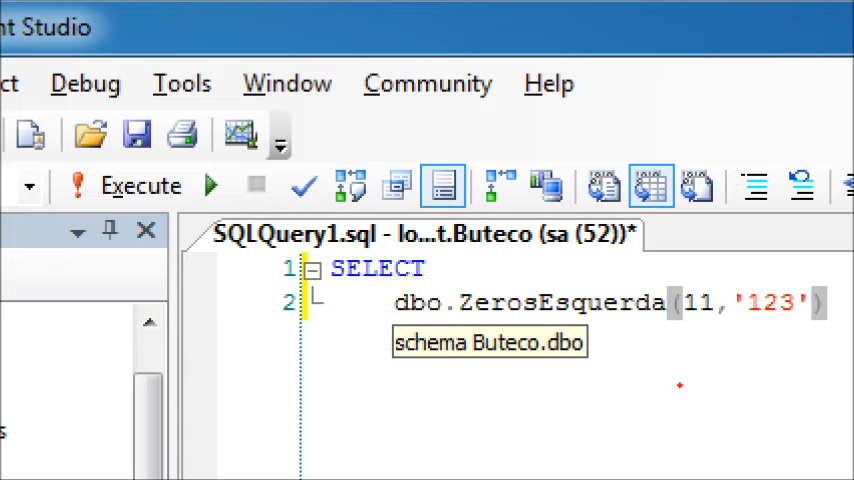 nt Studio
ct Debug Tools Window Community Help
Execute
SQLQuery1.sql - lo...t.Buteco (sa (52))*
1 SELECT
2 dbo.ZerosEsquerda(11,'123')
schema Buteco.dbo
s